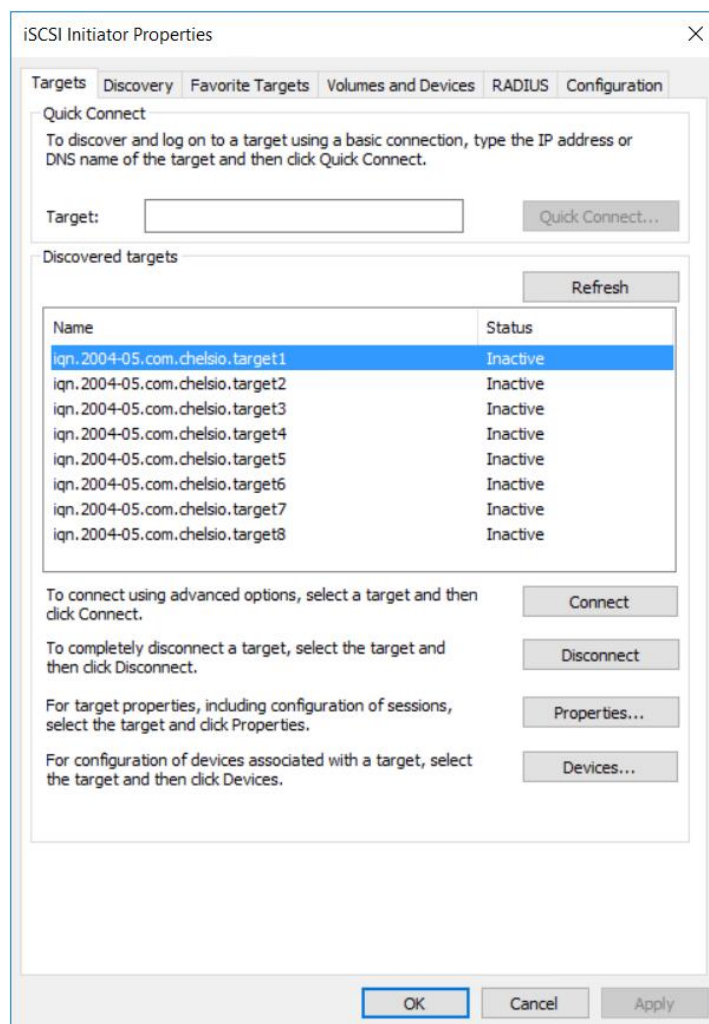 iSCSI Initiator Properties
Targets Discovery Favorite Targets Volumes and Devices RADIUS Configuration
Quick Connect
To discover and log on to a target using a basic connection, type the IP address or
DNS name of the target and then click Quick Connect.
Target: Quick Connect...
Discovered targets
Refresh
Name Status
iqn.2004-05.com.chelsio.target1 Inactive
iqn.2004-05.com.chelsio.target2 Inactive
iqn.2004-05.com.chelsio.target3 Inactive
iqn.2004-05.com.chelsio.target4 Inactive
iqn.2004-05.com.chelsio.target5 Inactive
iqn.2004-05.com.chelsio.target6 Inactive
iqn.2004-05.com.chelsio.target7 Inactive
iqn.2004-05.com.chelsio.target8 Inactive
To connect using advanced options, select a target and then
click Connect.
Connect
To completely disconnect a target, select the target and
then click Disconnect.
Disconnect
For target properties, including configuration of sessions,
select the target and click Properties.
Properties...
For configuration of devices associated with a target, select
the target and then click Devices.
Devices...
OK Cancel Apply